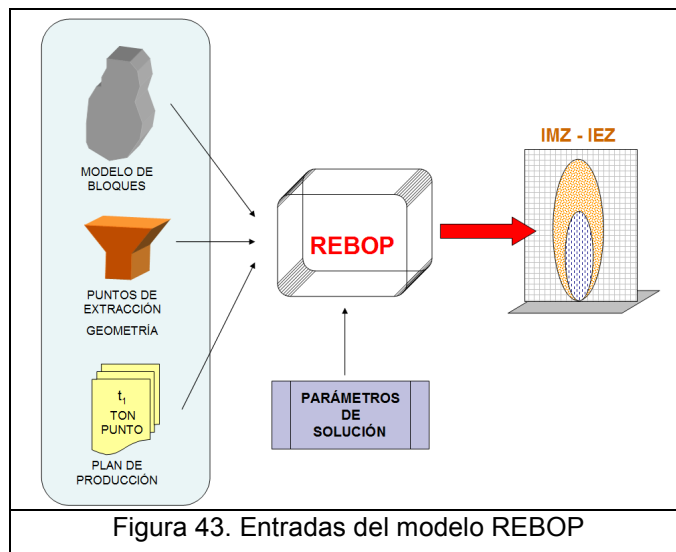 MODELO DE
BLOQUES
PUNTOS DE
EXTRACCIÓN
GEOMETRÍA
t1
TON
PUNTO
PLAN DE
PRODUCCIÓN
REBOP
PARÁMETROS
DE
SOLUCIÓN
IMZ - IEZ
Figura 43. Entradas del modelo REBOP